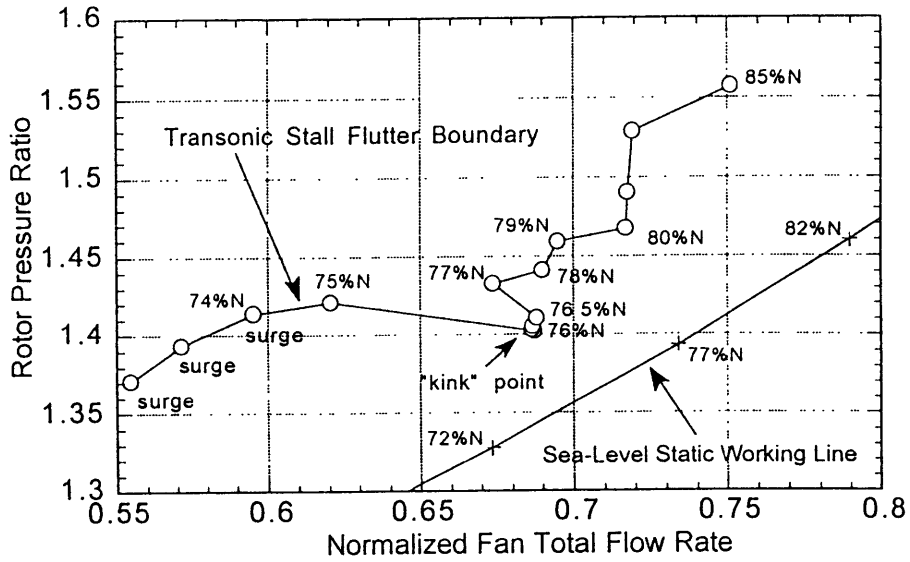 1.6
1.55
1.5
1.45
1.4
1.35
1.3
Rotor Pressure Ratio
85%N
Transonic Stall Flutter Boundary
79%N
80%N
82%N
77%N
78%N
75%N
74%N
76.5%N
76%N
surge
surge
surge
"kink" point
77%N
72%N
Sea-Level Static Working Line
0.55
0.6
0.65
0.7
0.75
0.8
Normalized Fan Total Flow Rate